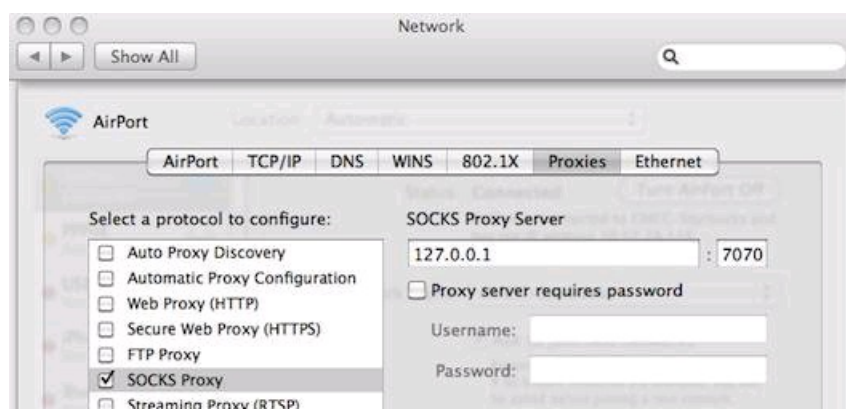 Network
Show All
AirPort
AirPort TCP/IP DNS WINS 802.1X Proxies Ethernet
Select a protocol to configure:
Auto Proxy Discovery
Automatic Proxy Configuration
Web Proxy (HTTP)
Secure Web Proxy (HTTPS)
FTP Proxy
SOCKS Proxy
Streaming Proxy (RTSP)
SOCKS Proxy Server
127.0.0.1 : 7070
Proxy server requires password
Username:
Password: